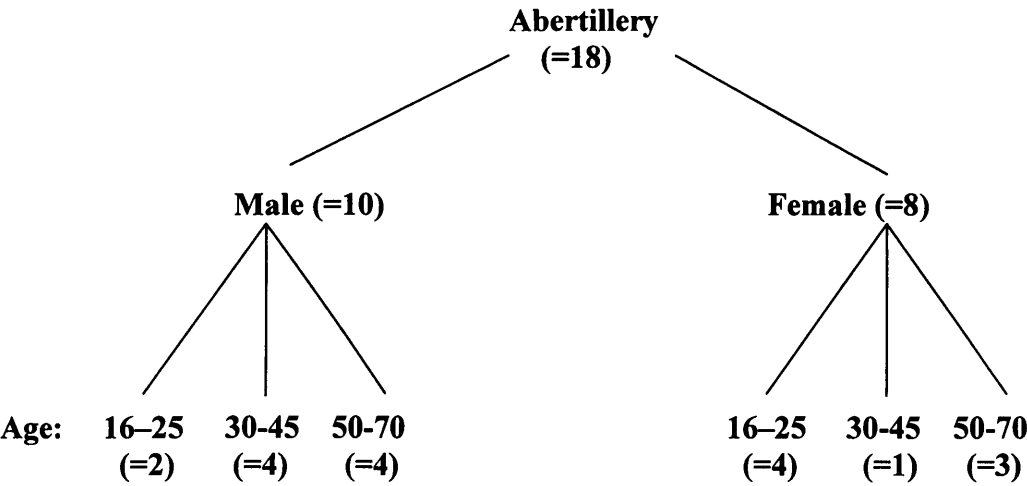 Abertillery
(=18)
Male (=10) Female (=8)
Age: 16–25 30-45 50-70 16–25 30-45 50-70
(=2) (=4) (=4) (=4) (=1) (=3)